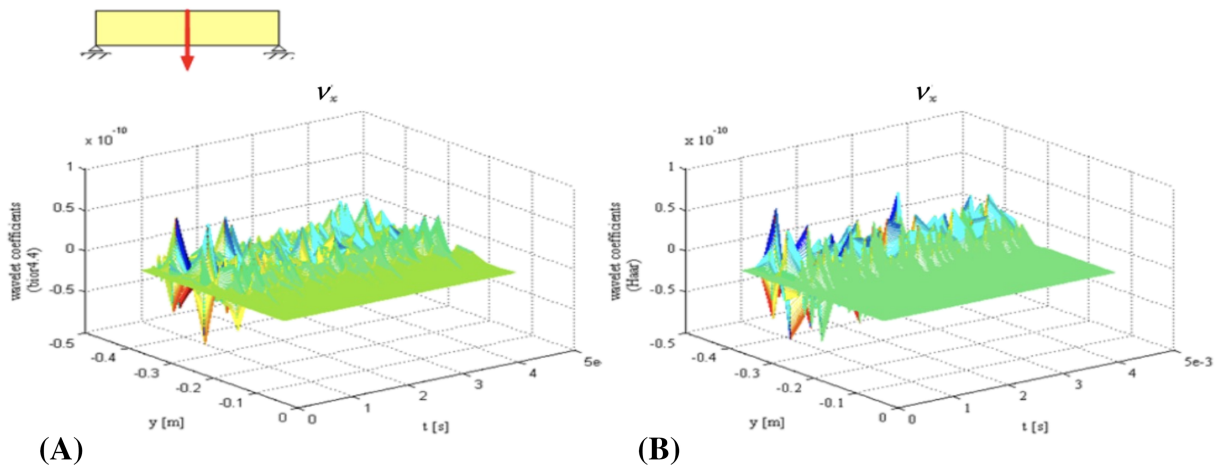 νx
x 10-10
1
0.5
0
-0.5
-0.5
wavelet coefficients
(bior4.4)
-0.4
-0.3
-0.2
-0.1
0
y [m]
0
1
2
3
4
5e
t [s]
(A)
νx
x 10-10
1
0.5
0
-0.5
-0.5
wavelet coefficients
(Haar)
-0.4
-0.3
-0.2
-0.1
0
y [m]
0
1
2
3
4
5e-3
t [s]
(B)